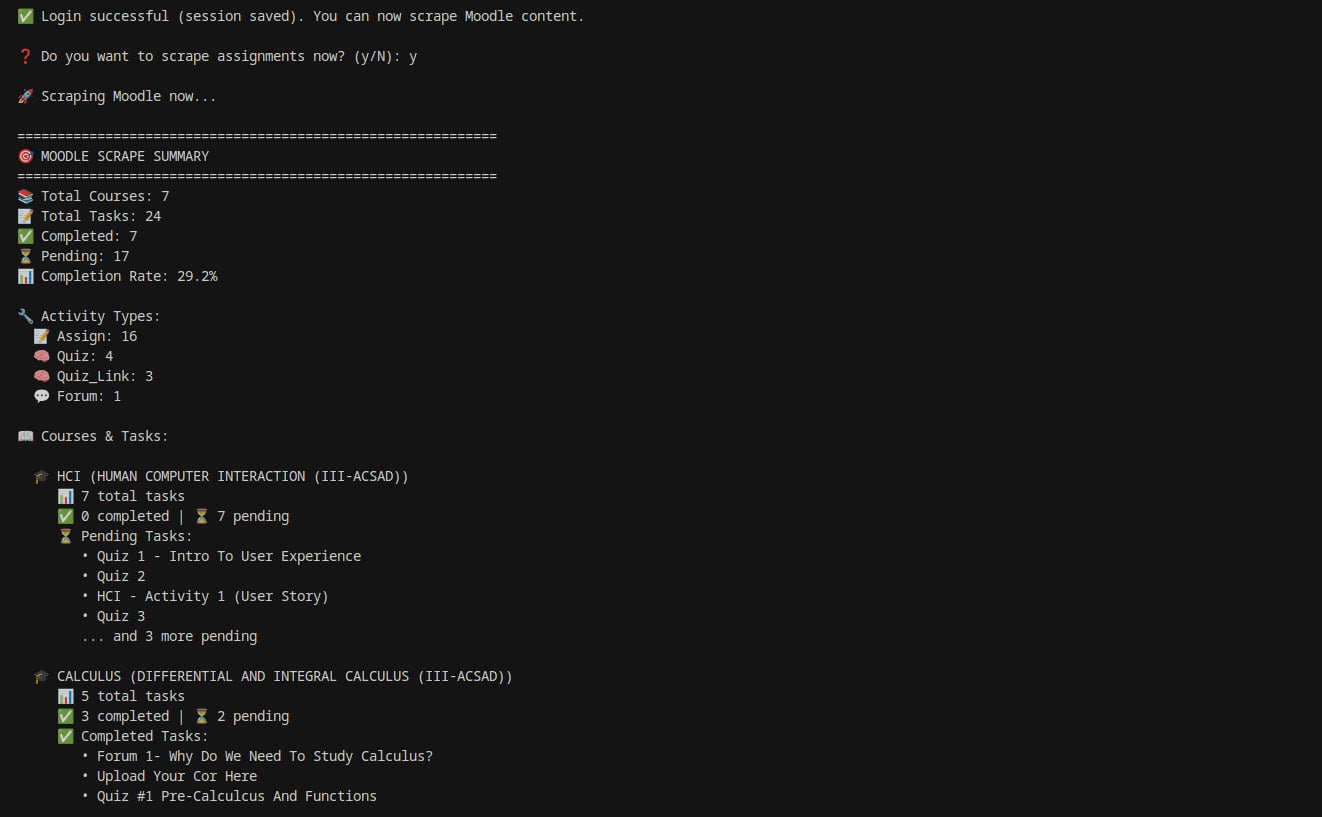 ✅ Login successful (session saved). You can now scrape Moodle content.
❓ Do you want to scrape assignments now? (y/N): y
🚀 Scraping Moodle now...
============================================================
🎯 MOODLE SCRAPE SUMMARY
============================================================
📚 Total Courses: 7
📝 Total Tasks: 24
✅ Completed: 7
⏳ Pending: 17
📊 Completion Rate: 29.2%
🔧 Activity Types:
📝 Assign: 16
🧠 Quiz: 4
🧠 Quiz_Link: 3
💬 Forum: 1
📖 Courses & Tasks:
🎓 HCI (HUMAN COMPUTER INTERACTION (III-ACSAD))
📊 7 total tasks
✅ 0 completed | ⏳ 7 pending
⏳ Pending Tasks:
• Quiz 1 - Intro To User Experience
• Quiz 2
• HCI - Activity 1 (User Story)
• Quiz 3
... and 3 more pending
🎓 CALCULUS (DIFFERENTIAL AND INTEGRAL CALCULUS (III-ACSAD))
📊 5 total tasks
✅ 3 completed | ⏳ 2 pending
✅ Completed Tasks:
• Forum 1- Why Do We Need To Study Calculus?
• Upload Your Cor Here
• Quiz #1 Pre-Calculcus And Functions